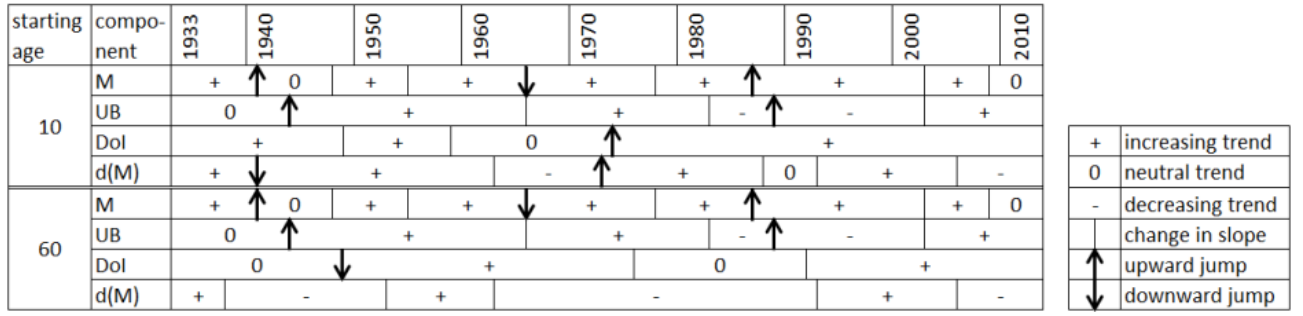 starting age compo- nent 1933 1940 1950 1960 1970 1980 1990 2000 2010
10
M + 0 + + + + + + 0
UB 0 + + - - +
DoI + + 0 +
d(M) + + - + 0 + -
60
M + 0 + + + + + + 0
UB 0 + + - - +
DoI 0 + 0 +
d(M) + - + - + -
+ increasing trend
0 neutral trend
- decreasing trend
change in slope
upward jump
downward jump